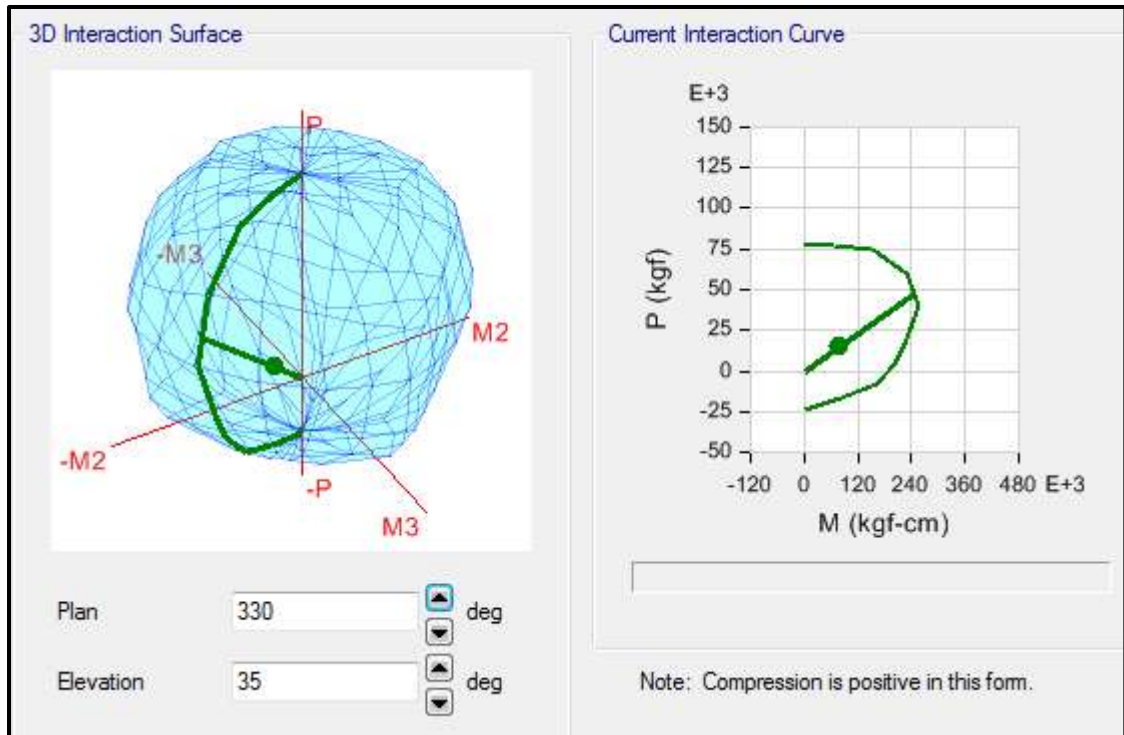 3D Interaction Surface
P
-M3
M2
-M2
-P
M3
Plan 330 deg
Elevation 35 deg
Current Interaction Curve
E+3
150
125
100
75
50
25
0
-25
-50
P (kgf)
-120 0 120 240 360 480 E+3
M (kgf-cm)
Note: Compression is positive in this form.